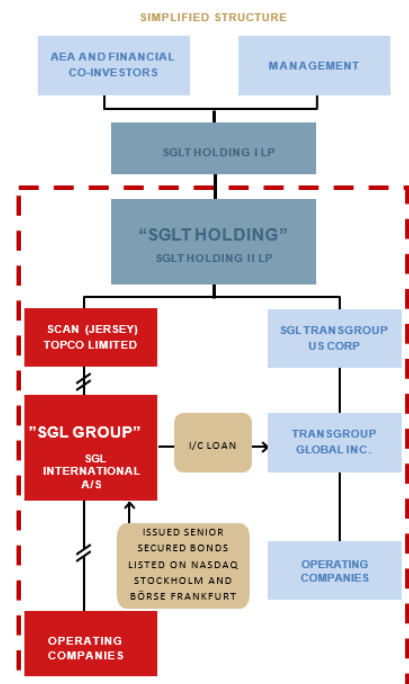 SIMPLIFIED STRUCTURE
AEA AND FINANCIAL
CO-INVESTORS
MANAGEMENT
SGLT HOLDING I LP
“SGLT HOLDING”
SGLT HOLDING II LP
SCAN (JERSEY)
TOPCO LIMITED
SGL TRANSGROUP
US CORP
”SGL GROUP”
SGL
INTERNATIONAL
A/S
I/C LOAN
TRANSGROUP
GLOBAL INC.
ISSUED SENIOR
SECURED BONDS
LISTED ON NASDAQ
STOCKHOLM AND
BÖRSE FRANKFURT
OPERATING
COMPANIES
OPERATING
COMPANIES